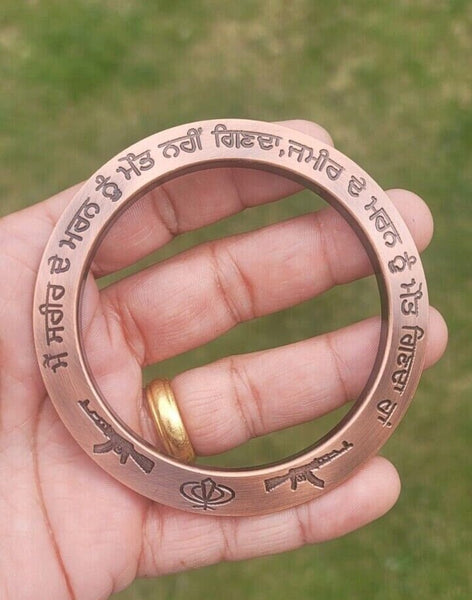 ਮੈਂ ਸਰੀਰ ਦੇ ਮਰਨ ਨੂੰ ਮੌਤ ਨਹੀਂ ਗਿਣਦਾ,ਜਮੀਰ ਦੇ ਮਰਨ ਨੂੰ ਮੌਤ ਗਿਣਦਾ ਹਾਂ